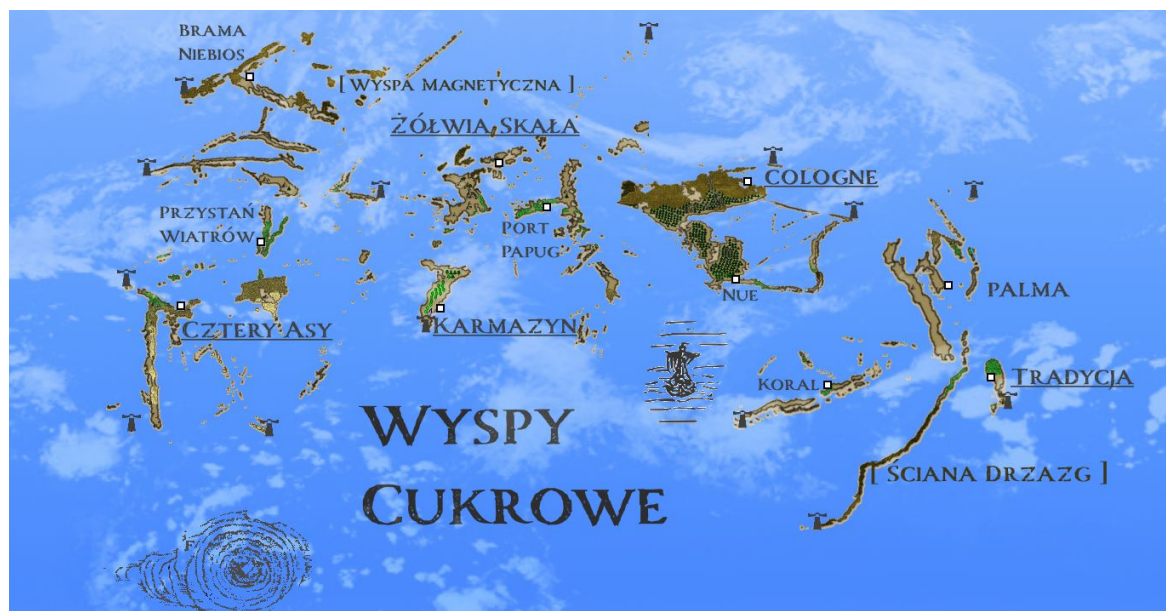 Brama
Niebios
[ Wyspa Magnetyczna ]
Żółwia Skała
Cologne
Przystań
Wiatrów
Port
Papug
Nue
Palma
Cztery Asy
Karmazyn
Koral
Tradycja
Wyspy
Cukrowe
[ Ściana Drzazg ]